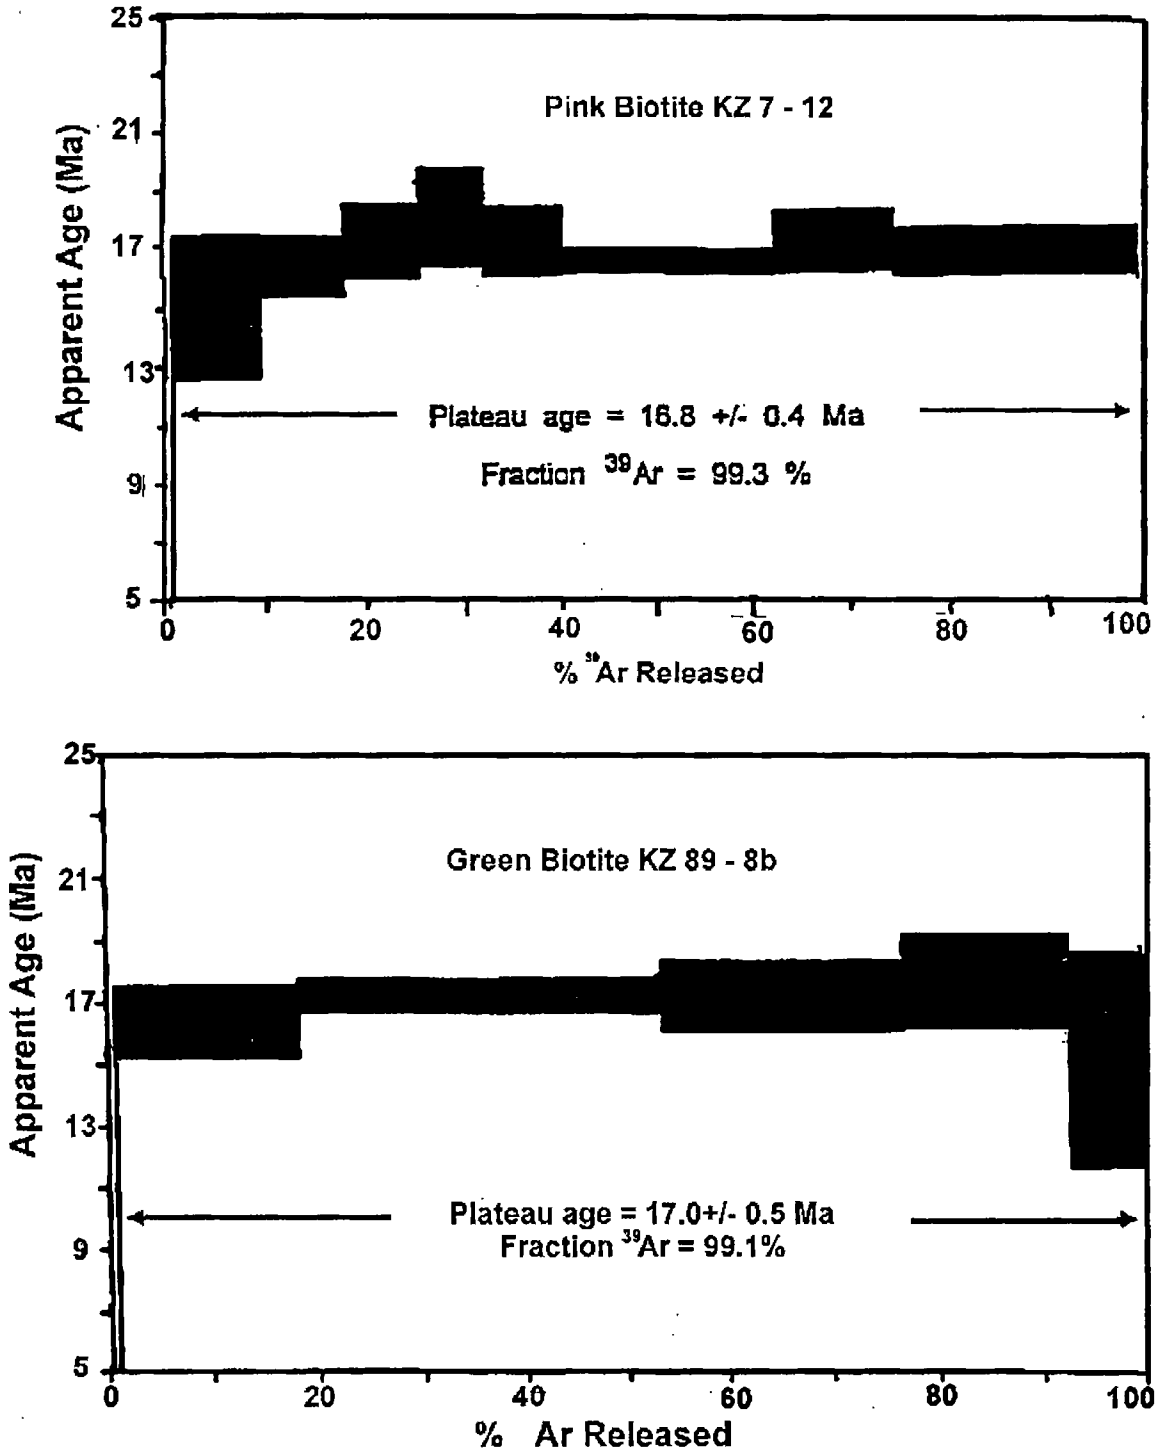 25
Pink Biotite KZ 7 - 12
21
Apparent Age (Ma)
17
13
Plateau age = 16.8 +/- 0.4 Ma
Fraction ³⁹Ar = 99.3 %
9
5
0 20 40 60 80 100
% ³⁹Ar Released
25
Green Biotite KZ 89 - 8b
21
Apparent Age (Ma)
17
13
Plateau age = 17.0+/- 0.5 Ma
Fraction ³⁹Ar = 99.1%
9
5
0 20 40 60 80 100
% Ar Released